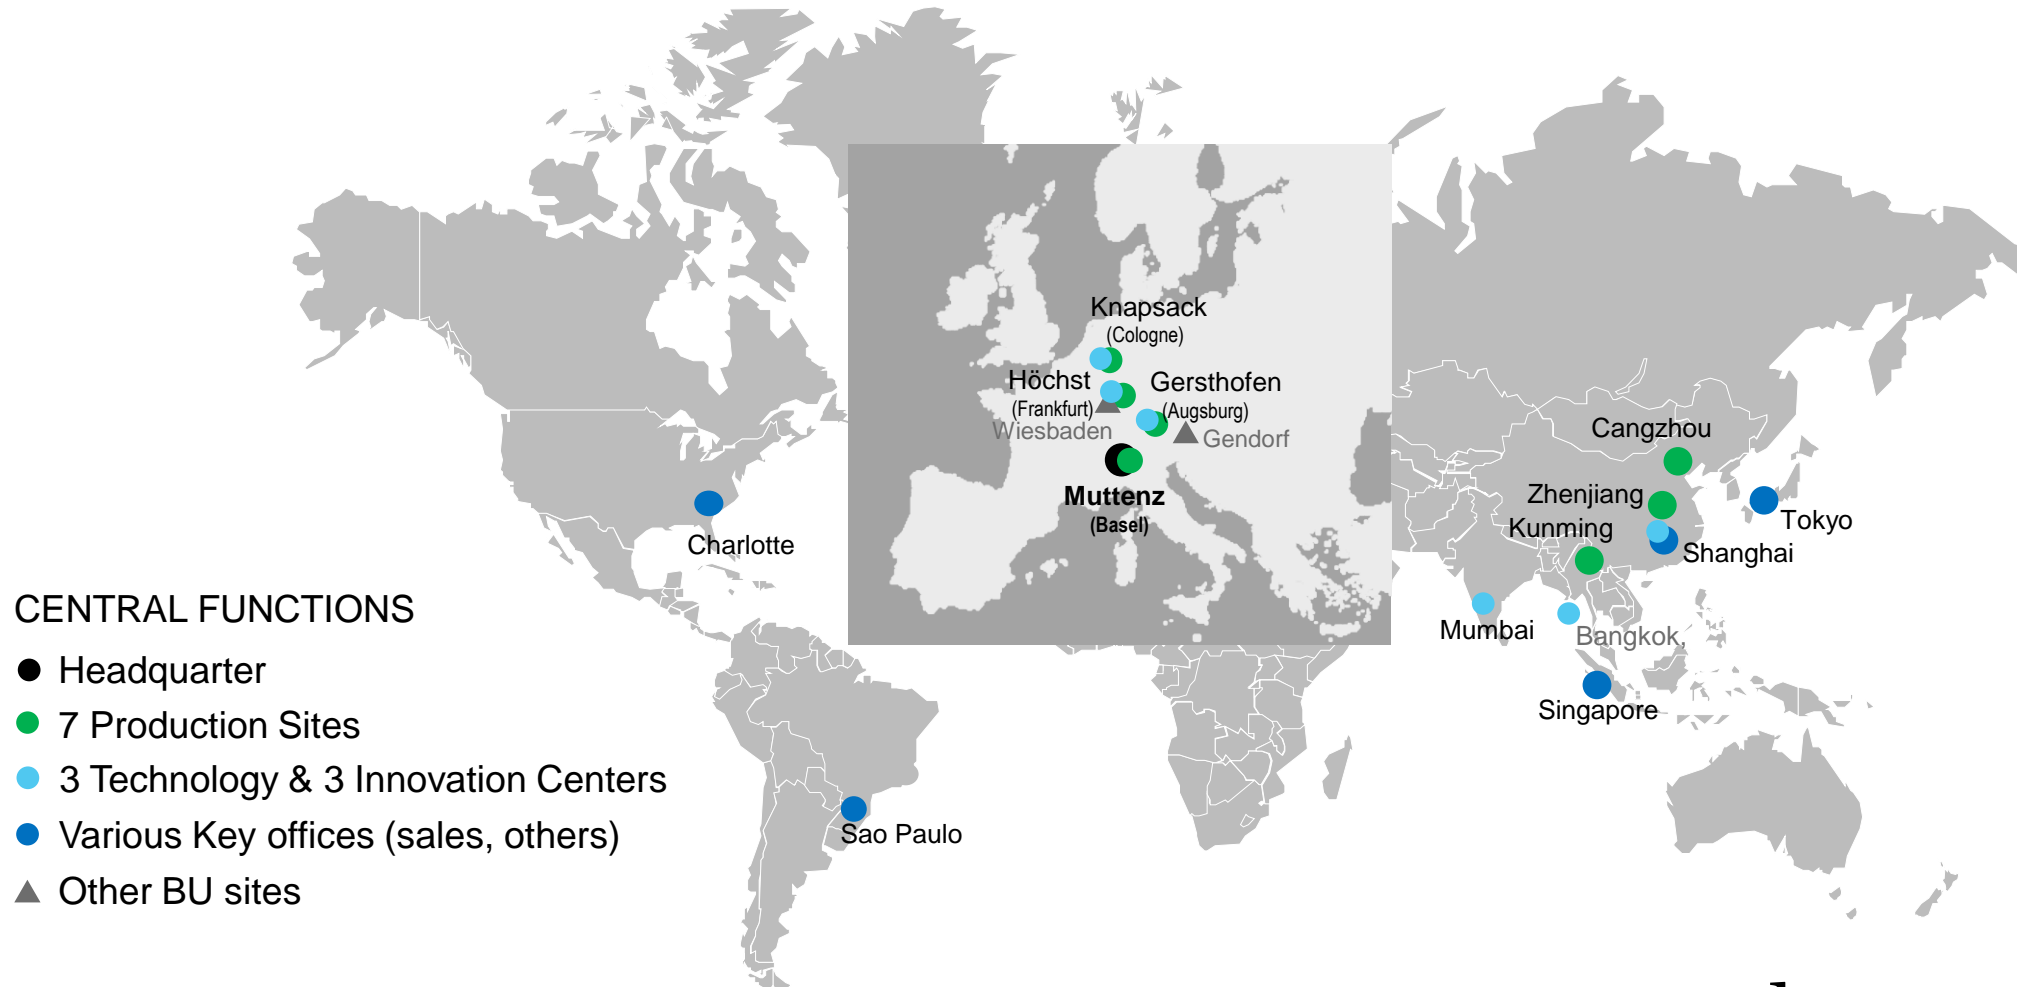 Knapsack
(Cologne)
Höchst
(Frankfurt)
Wiesbaden
Gersthofen
(Augsburg)
Gendorf
Muttenz
(Basel)
Cangzhou
Zhenjiang
Kunming
Tokyo
Shanghai
Charlotte
Mumbai
Bangkok,
Singapore
Sao Paulo
CENTRAL FUNCTIONS
Headquarter
7 Production Sites
3 Technology & 3 Innovation Centers
Various Key offices (sales, others)
Other BU sites